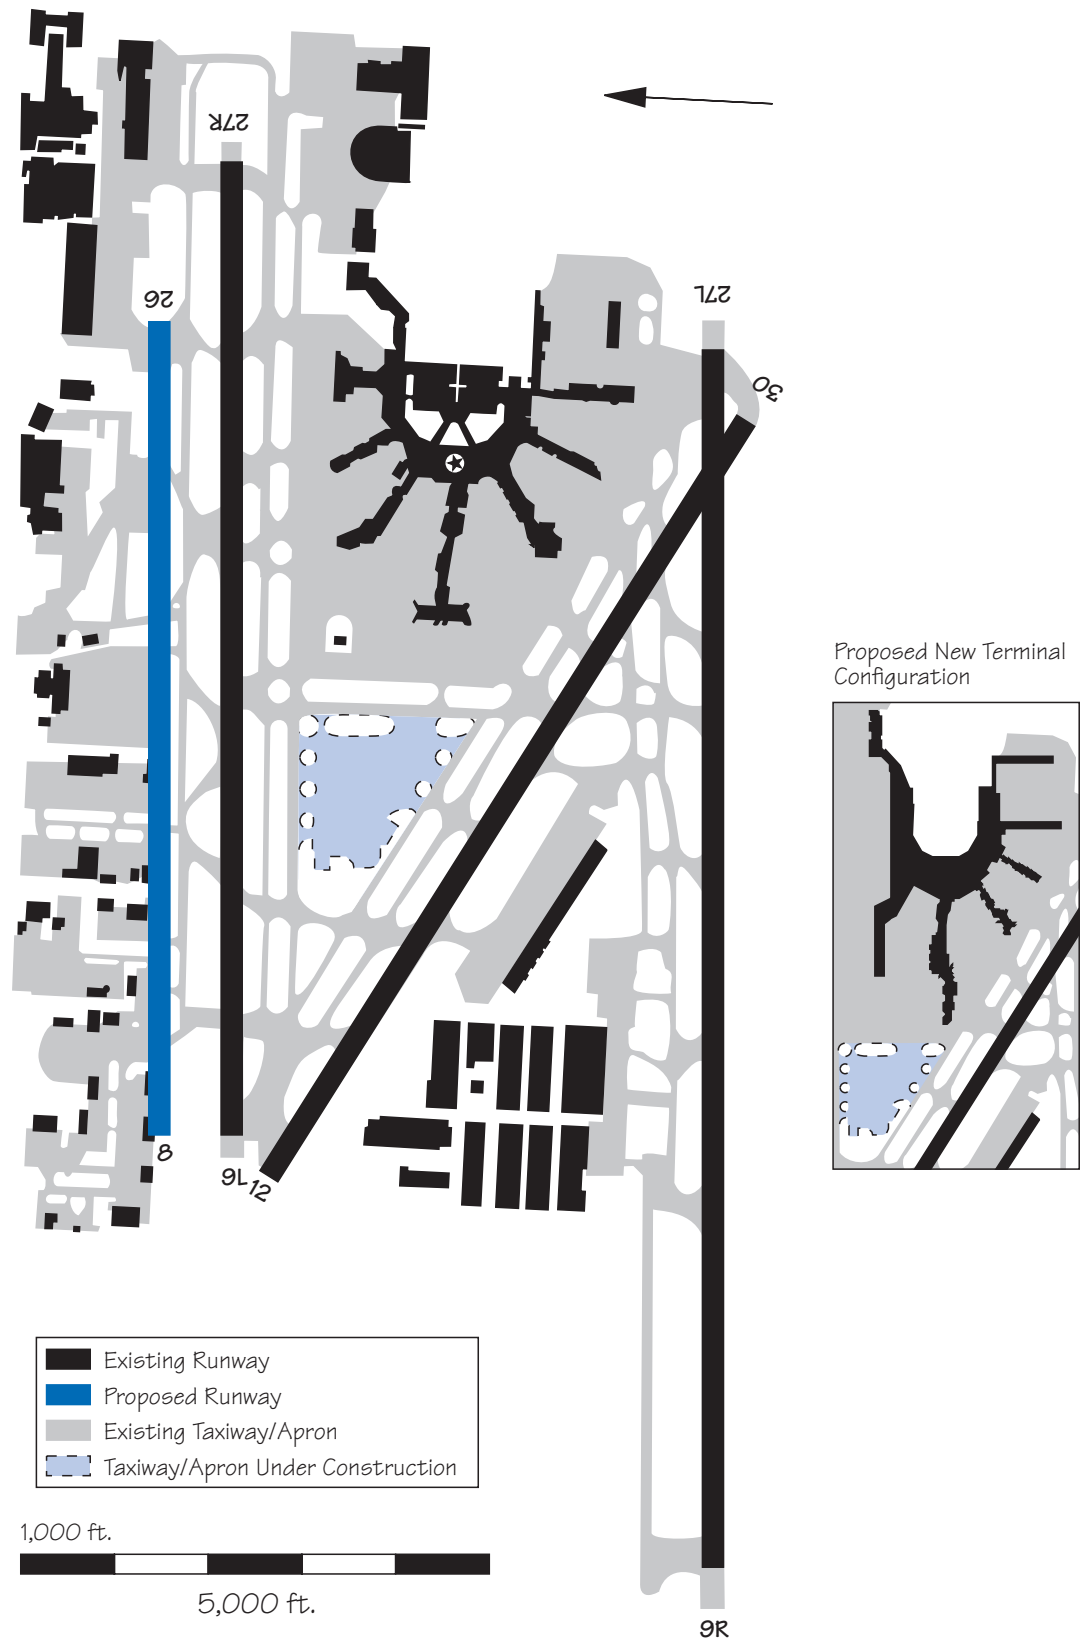 27R
26
27L
30
Proposed New Terminal
Configuration
8
9L
12
Existing Runway
Proposed Runway
Existing Taxiway/Apron
Taxiway/Apron Under Construction
1,000 ft.
5,000 ft.
9R